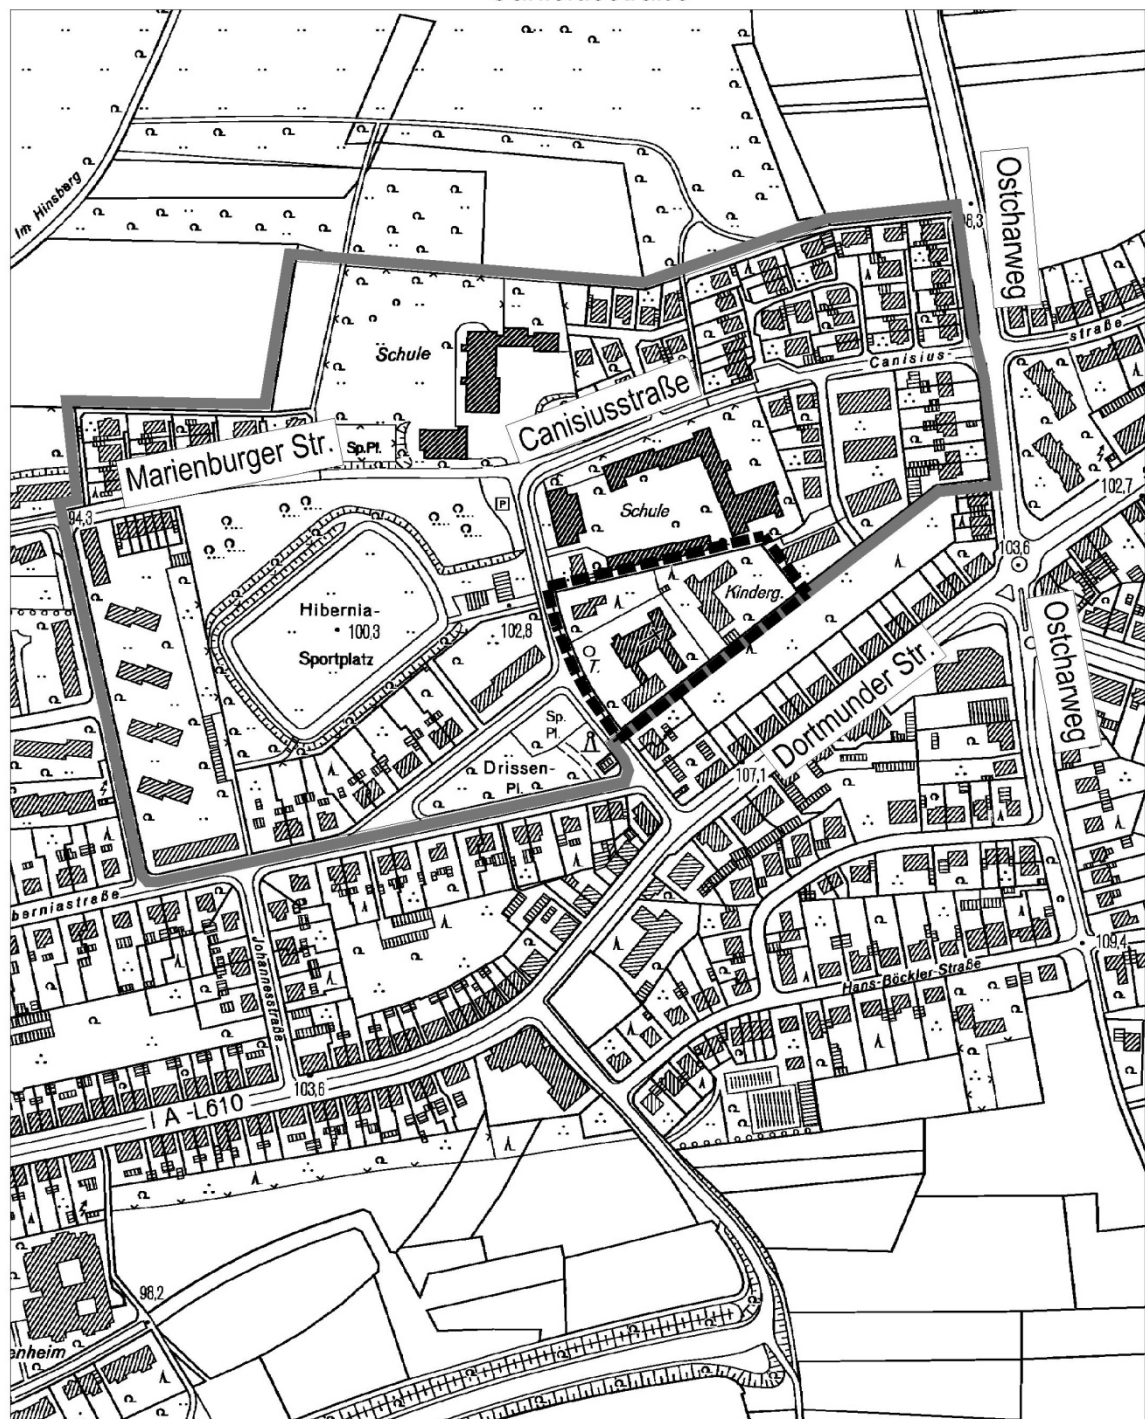 Im Hinsberg
Ostcharweg
98,3
straße
Schule
Canisius-
Canisiusstraße
Marienburger Str.
Sp.Pl.
102,7
P
94,3
Schule
103,6
Kinderg.
Hibernia-
100,3
Sportplatz
102,8
T.
Ostcharweg
Dortmunder Str.
Sp.
Pl.
Drissen-
Pl.
107,1
berniastraße
Johannesstraße
109,4
Hans-Böckler-Straße
103,6
I A -L610
98,2
enheim